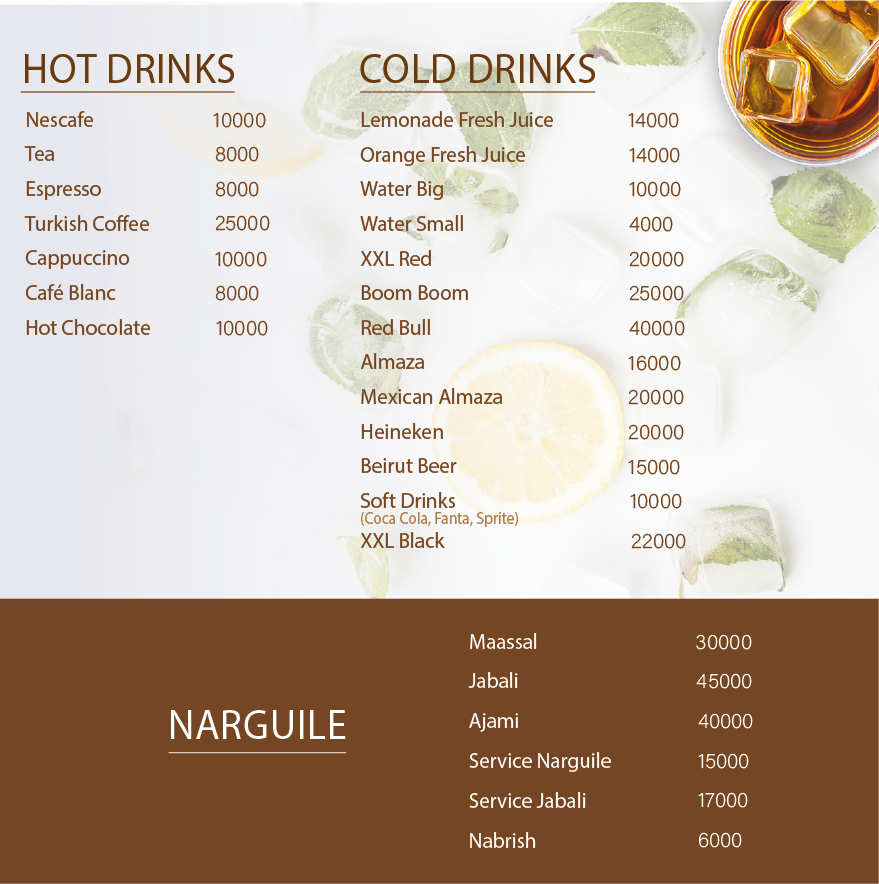 HOT DRINKS
Nescafe 10000
Tea 8000
Espresso 8000
Turkish Coffee 25000
Cappuccino 10000
Café Blanc 8000
Hot Chocolate 10000
COLD DRINKS
Lemonade Fresh Juice 14000
Orange Fresh Juice 14000
Water Big 10000
Water Small 4000
XXL Red 20000
Boom Boom 25000
Red Bull 40000
Almaza 16000
Mexican Almaza 20000
Heineken 20000
Beirut Beer 15000
Soft Drinks 10000
(Coca Cola, Fanta, Sprite)
XXL Black 22000
NARGUILE
Maassal 30000
Jabali 45000
Ajami 40000
Service Narguile 15000
Service Jabali 17000
Nabrish 6000